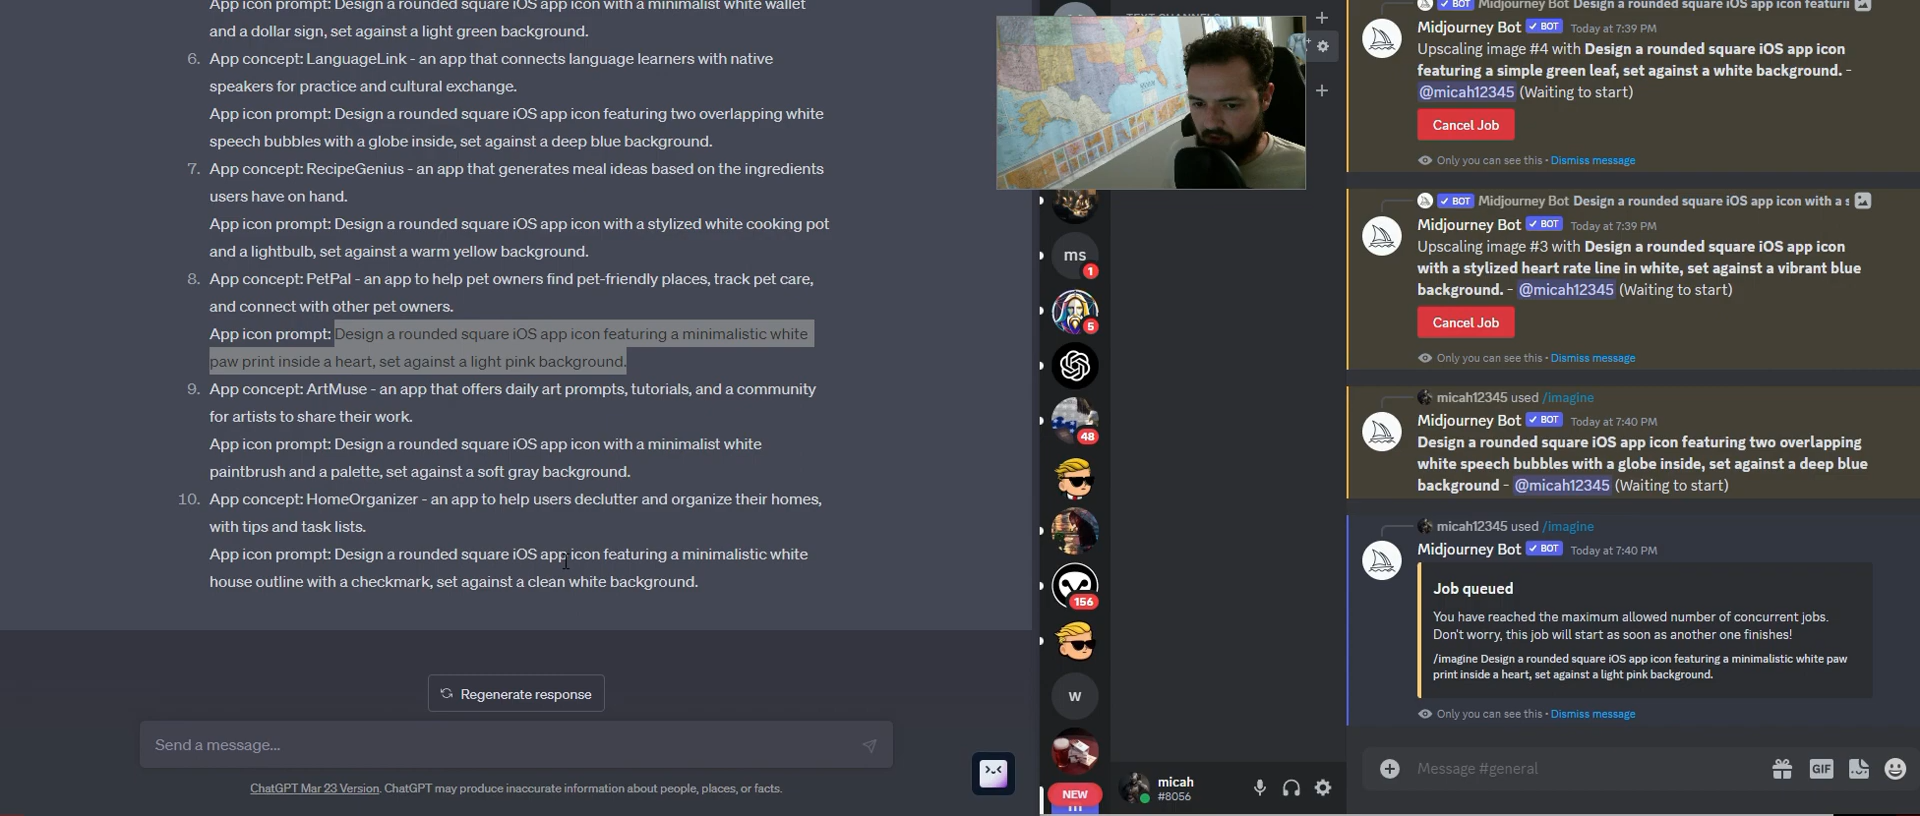 App icon prompt: Design a rounded square iOS app icon with a minimalist white wallet
and a dollar sign, set against a light green background.
6. App concept: LanguageLink - an app that connects language learners with native
speakers for practice and cultural exchange.
App icon prompt: Design a rounded square iOS app icon featuring two overlapping white
speech bubbles with a globe inside, set against a deep blue background.
7. App concept: RecipeGenius - an app that generates meal ideas based on the ingredients
users have on hand.
App icon prompt: Design a rounded square iOS app icon with a stylized white cooking pot
and a lightbulb, set against a warm yellow background.
8. App concept: PetPal - an app to help pet owners find pet-friendly places, track pet care,
and connect with other pet owners.
App icon prompt: Design a rounded square iOS app icon featuring a minimalistic white
paw print inside a heart, set against a light pink background.
9. App concept: ArtMuse - an app that offers daily art prompts, tutorials, and a community
for artists to share their work.
App icon prompt: Design a rounded square iOS app icon with a minimalist white
paintbrush and a palette, set against a soft gray background.
10. App concept: HomeOrganizer - an app to help users declutter and organize their homes,
with tips and task lists.
App icon prompt: Design a rounded square iOS app icon featuring a minimalistic white
house outline with a checkmark, set against a clean white background.
Regenerate response
Send a message...
ChatGPT Mar 23 Version. ChatGPT may produce inaccurate information about people, places, or facts.
TEXT CHANNELS
ms
1
5
48
156
W
NEW
m
micah
#8056
✓ BOT Midjourney Bot Design a rounded square iOS app icon featuri
Midjourney Bot ✓ BOT Today at 7:39 PM
Upscaling image #4 with Design a rounded square iOS app icon
featuring a simple green leaf, set against a white background. -
@micah12345 (Waiting to start)
Cancel Job
Only you can see this • Dismiss message
✓ BOT Midjourney Bot Design a rounded square iOS app icon with a s
Midjourney Bot ✓ BOT Today at 7:39 PM
Upscaling image #3 with Design a rounded square iOS app icon
with a stylized heart rate line in white, set against a vibrant blue
background. - @micah12345 (Waiting to start)
Cancel Job
Only you can see this • Dismiss message
micah12345 used /imagine
Midjourney Bot ✓ BOT Today at 7:40 PM
Design a rounded square iOS app icon featuring two overlapping
white speech bubbles with a globe inside, set against a deep blue
background - @micah12345 (Waiting to start)
micah12345 used /imagine
Midjourney Bot ✓ BOT Today at 7:40 PM
Job queued
You have reached the maximum allowed number of concurrent jobs.
Don't worry, this job will start as soon as another one finishes!
/imagine Design a rounded square iOS app icon featuring a minimalistic white paw
print inside a heart, set against a light pink background.
Only you can see this • Dismiss message
Message #general
GIF